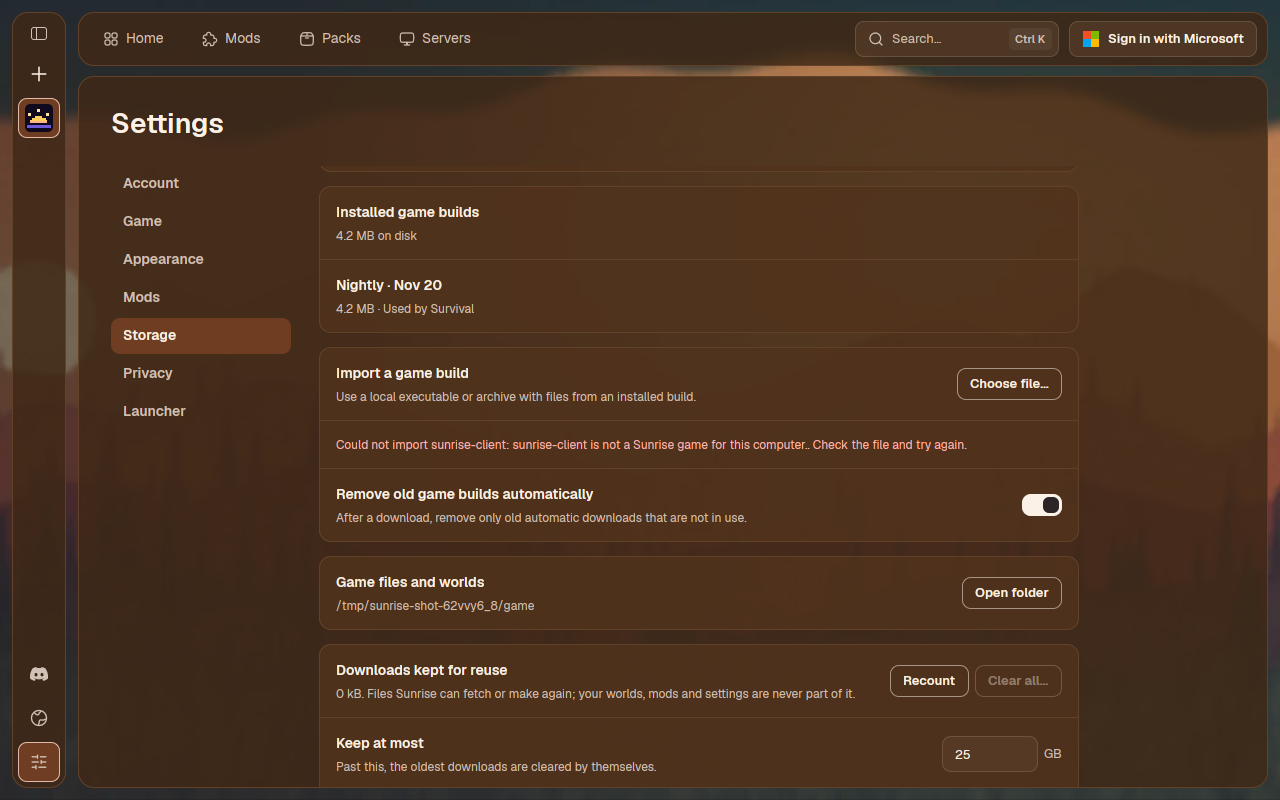 Home
Mods
Packs
Servers
Search...
Ctrl K
Sign in with Microsoft
Settings
Account
Game
Appearance
Mods
Storage
Privacy
Launcher
Installed game builds
4.2 MB on disk
Nightly · Nov 20
4.2 MB · Used by Survival
Import a game build
Use a local executable or archive with files from an installed build.
Choose file...
Could not import sunrise-client: sunrise-client is not a Sunrise game for this computer.. Check the file and try again.
Remove old game builds automatically
After a download, remove only old automatic downloads that are not in use.
Game files and worlds
/tmp/sunrise-shot-62vvy6_8/game
Open folder
Downloads kept for reuse
0 kB. Files Sunrise can fetch or make again; your worlds, mods and settings are never part of it.
Recount
Clear all...
Keep at most
Past this, the oldest downloads are cleared by themselves.
25
GB